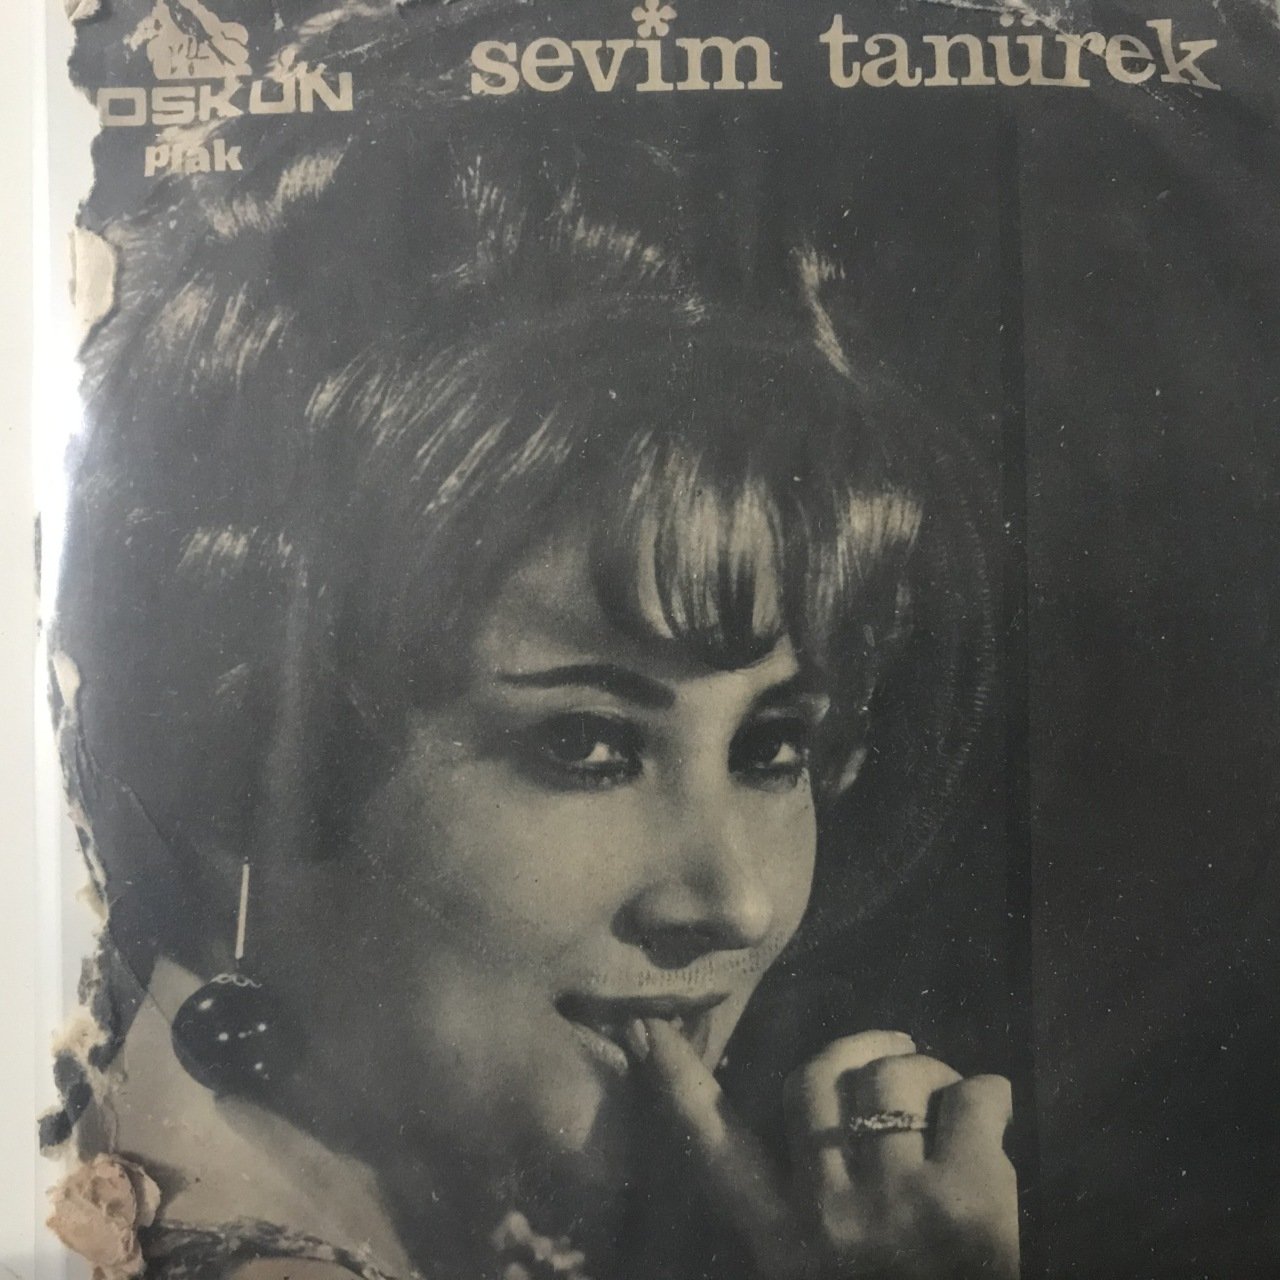 sevim tanürek
OSKUN
plak